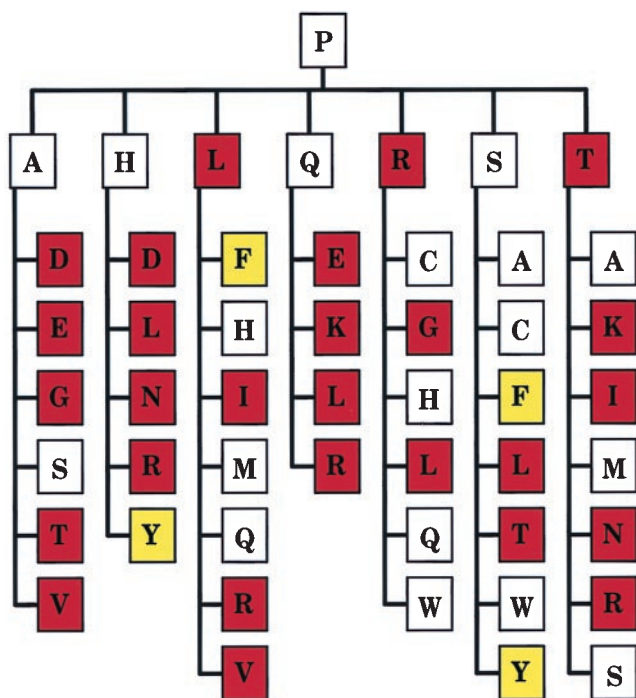 P
A H L Q R S T
D D F E C A A
E L H K G C K
G N I L H F I
S R M R L L M
T Y Q Q T N
V R W W R
V Y S